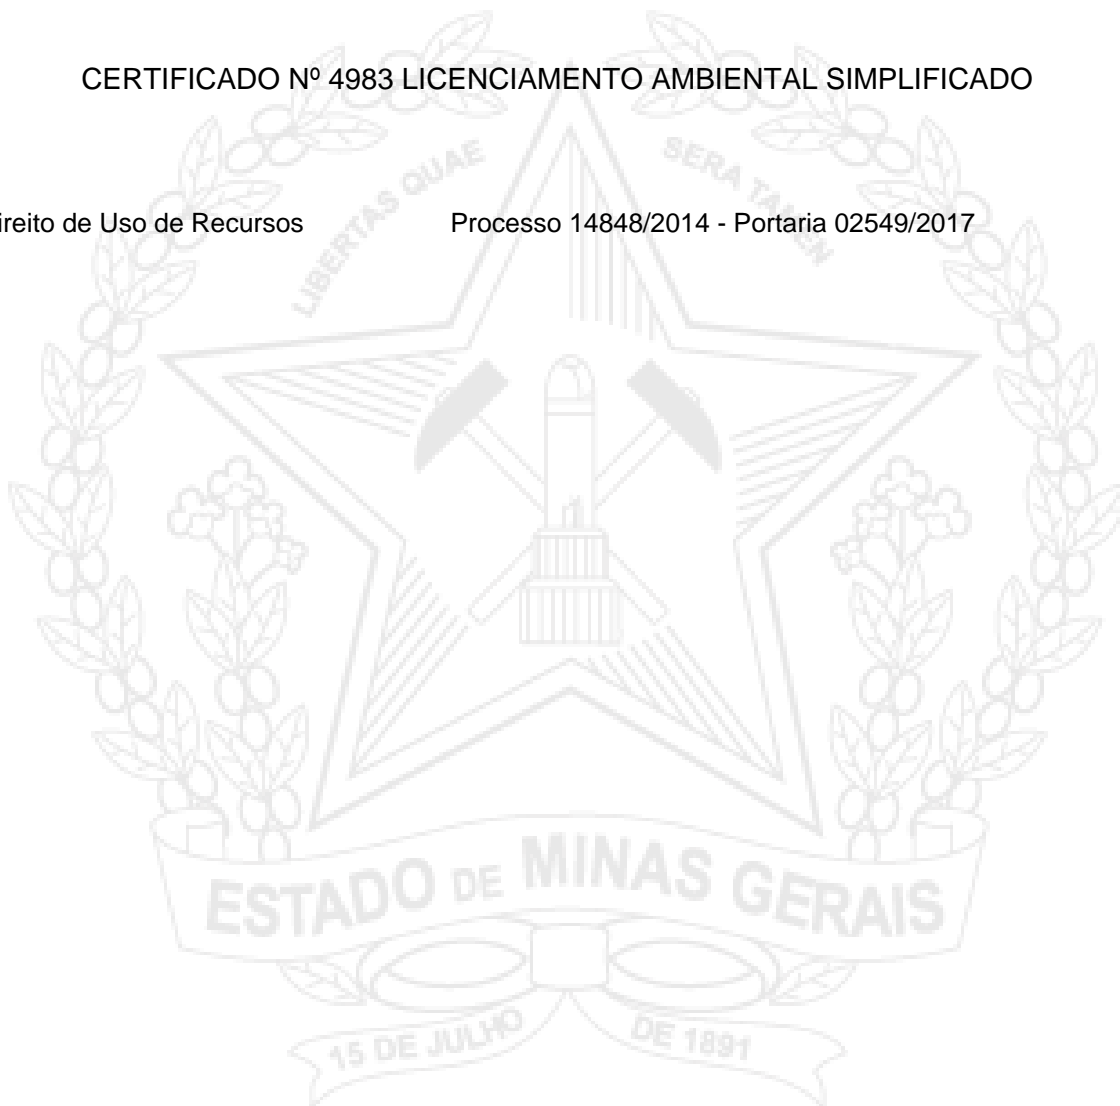 CERTIFICADO Nº 4983 LICENCIAMENTO AMBIENTAL SIMPLIFICADO
LIBERTAS QUAE SERA TAMEN
ireito de Uso de Recursos Processo 14848/2014 - Portaria 02549/2017
ESTADO DE MINAS GERAIS
15 DE JULHO DE 1891